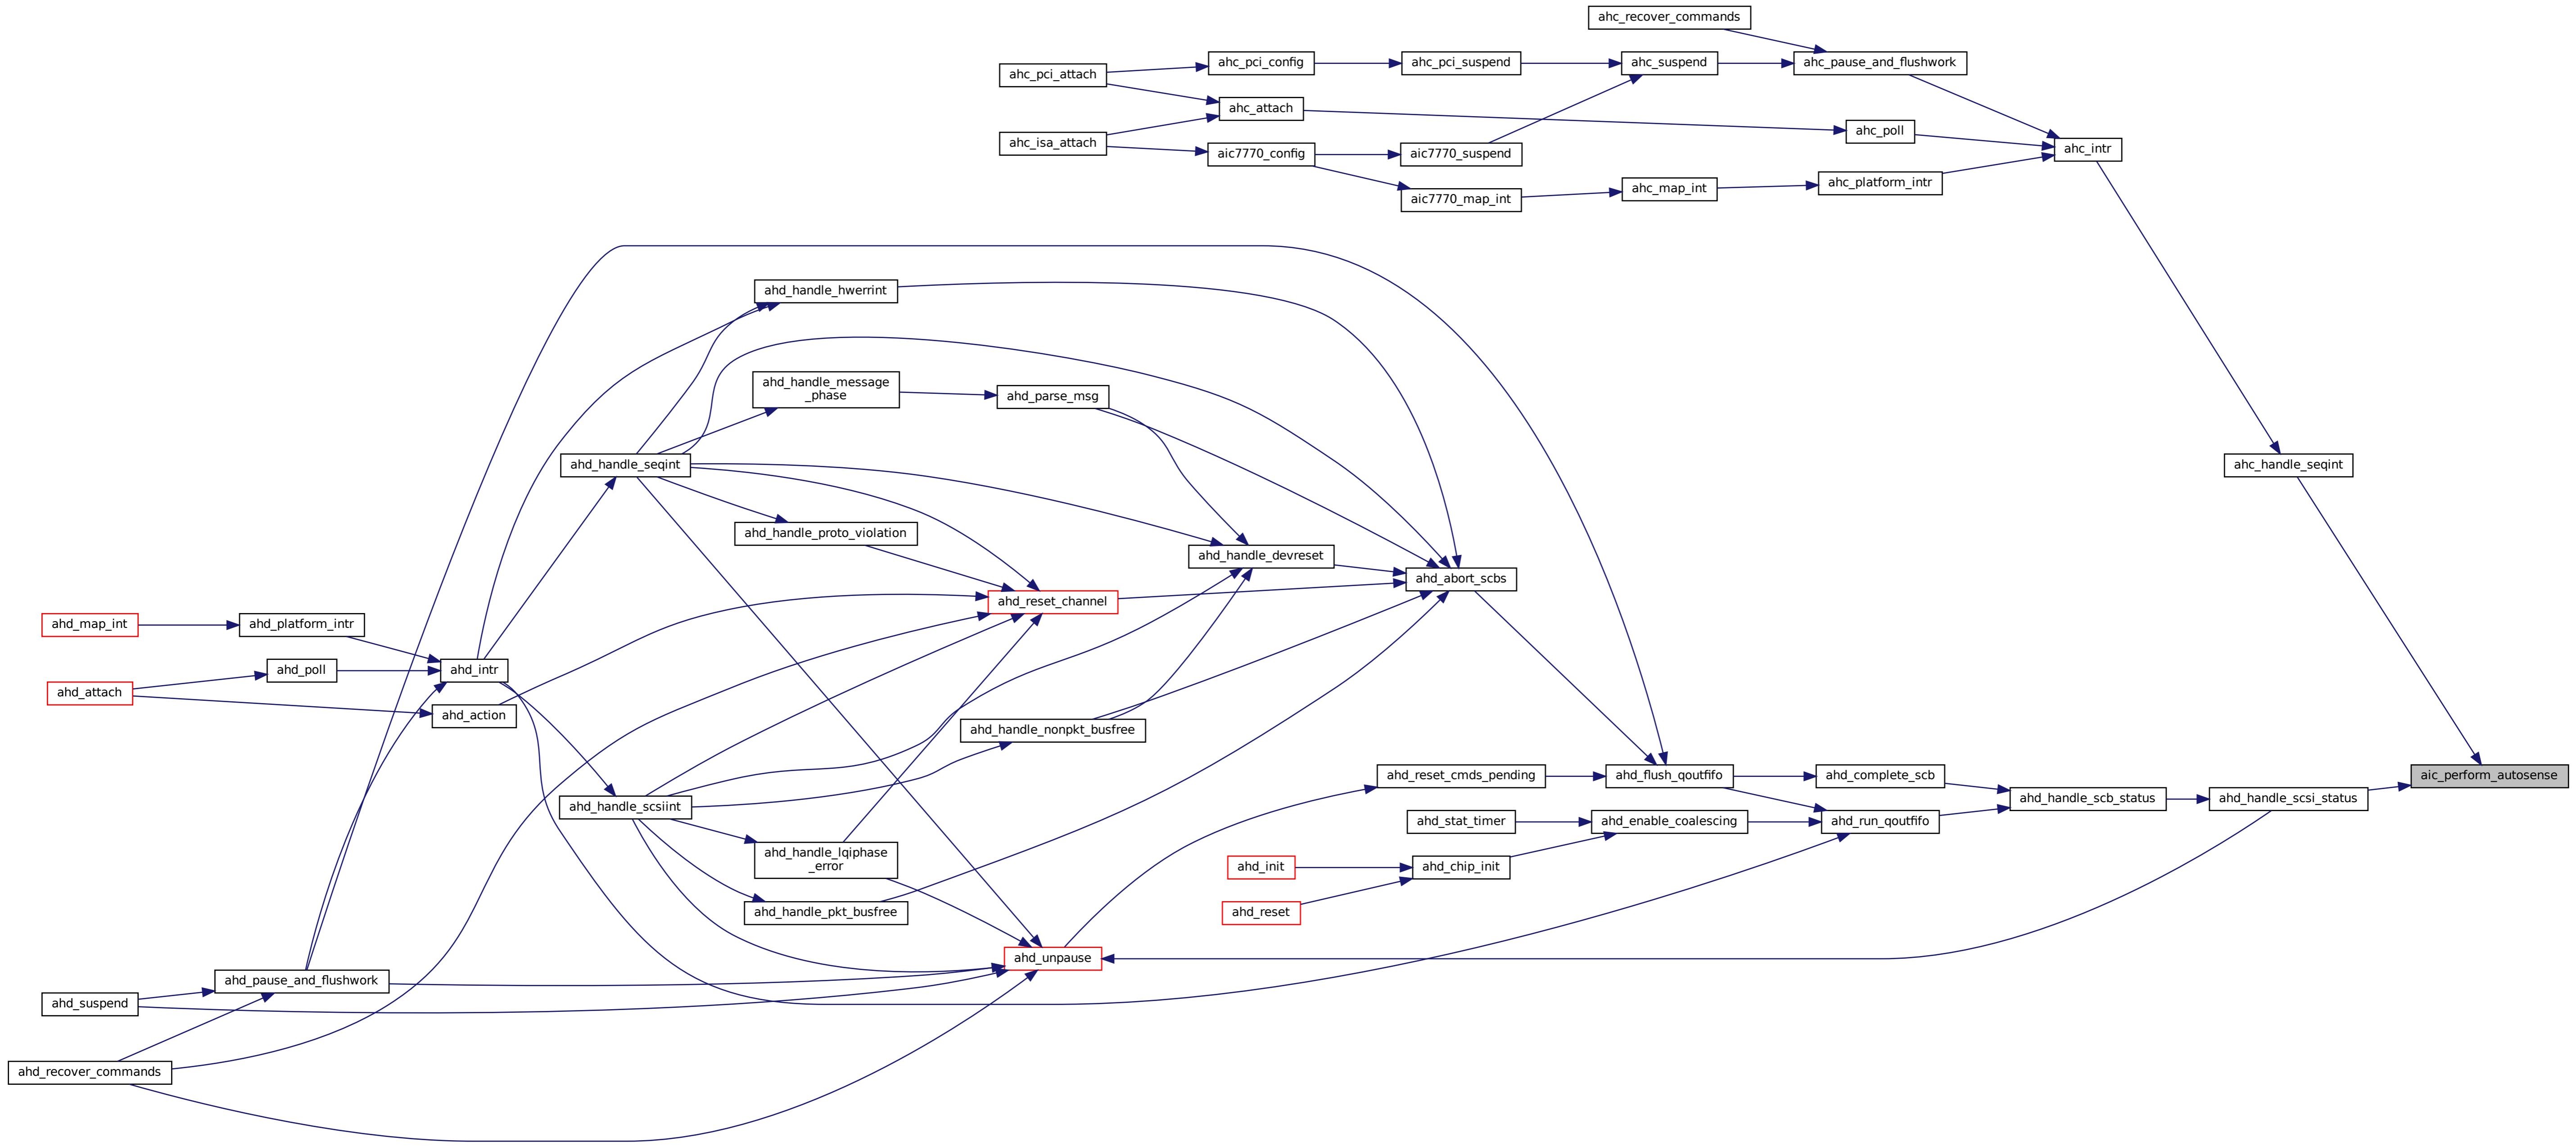 ahc_recover_commands
ahc_pci_config
ahc_pci_suspend
ahc_suspend
ahc_pause_and_flushwork
ahc_pci_attach
ahc_attach
ahc_poll
ahc_isa_attach
aic7770_config
aic7770_suspend
ahc_intr
aic7770_map_int
ahc_map_int
ahc_platform_intr
ahd_handle_hwerrint
ahd_handle_message
_phase
ahd_parse_msg
ahd_handle_seqint
ahc_handle_seqint
ahd_handle_proto_violation
ahd_handle_devreset
ahd_abort_scbs
ahd_reset_channel
ahd_map_int
ahd_platform_intr
ahd_poll
ahd_intr
ahd_attach
ahd_action
ahd_handle_nonpkt_busfree
ahd_reset_cmds_pending
ahd_flush_qoutfifo
ahd_complete_scb
aic_perform_autosense
ahd_handle_scsiint
ahd_handle_scb_status
ahd_handle_scsi_status
ahd_stat_timer
ahd_enable_coalescing
ahd_run_qoutfifo
ahd_handle_lqiphase
_error
ahd_init
ahd_chip_init
ahd_handle_pkt_busfree
ahd_reset
ahd_unpause
ahd_pause_and_flushwork
ahd_suspend
ahd_recover_commands